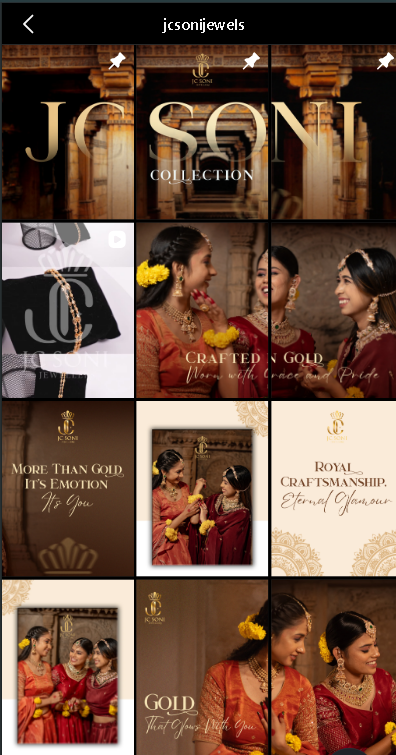 jcsonijewels
JC SONI
JC SONI
COLLECTION
JC SONI
JEWELS
CRAFTED IN GOLD
Worn with Grace and Pride
JC SONI
MORE THAN GOLD
IT'S EMOTION
It's You
JC SONI
ROYAL
CRAFTSMANSHIP.
Eternal Glamour
JC SONI
GOLD
That Glows With You